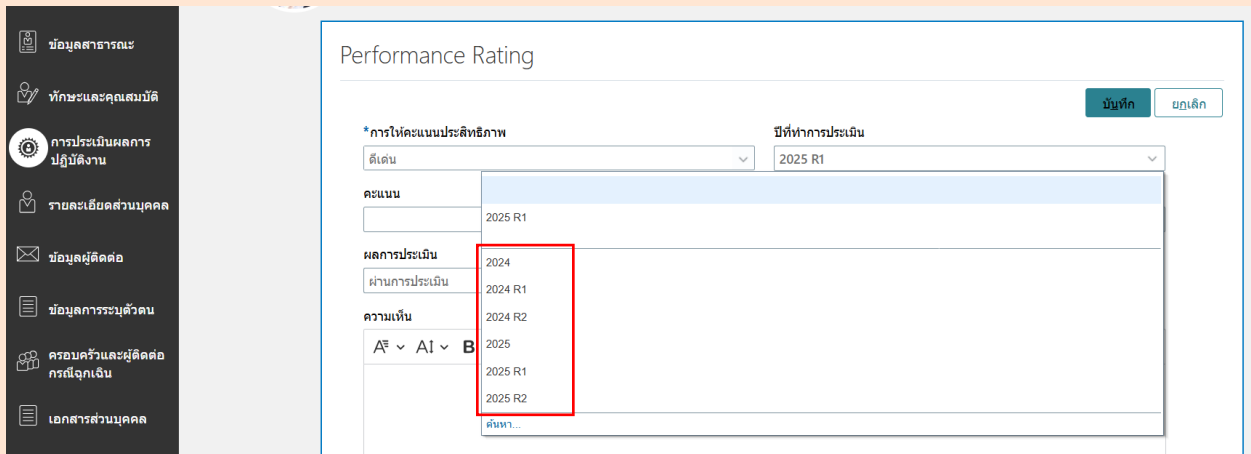 ข้อมูลสาธารณะ
ทักษะและคุณสมบัติ
การประเมินผลการ
ปฏิบัติงาน
รายละเอียดส่วนบุคคล
ข้อมูลผู้ติดต่อ
ข้อมูลการระบุตัวตน
ครอบครัวและผู้ติดต่อ
กรณีฉุกเฉิน
เอกสารส่วนบุคคล
Performance Rating
บันทึก ยกเลิก
*การให้คะแนนประสิทธิภาพ ปีที่ทำการประเมิน
ดีเด่น 2025 R1
คะแนน
2025 R1
ผลการประเมิน
ผ่านการประเมิน
ความเห็น
B
2024
2024 R1
2024 R2
2025
2025 R1
2025 R2
ค้นหา...